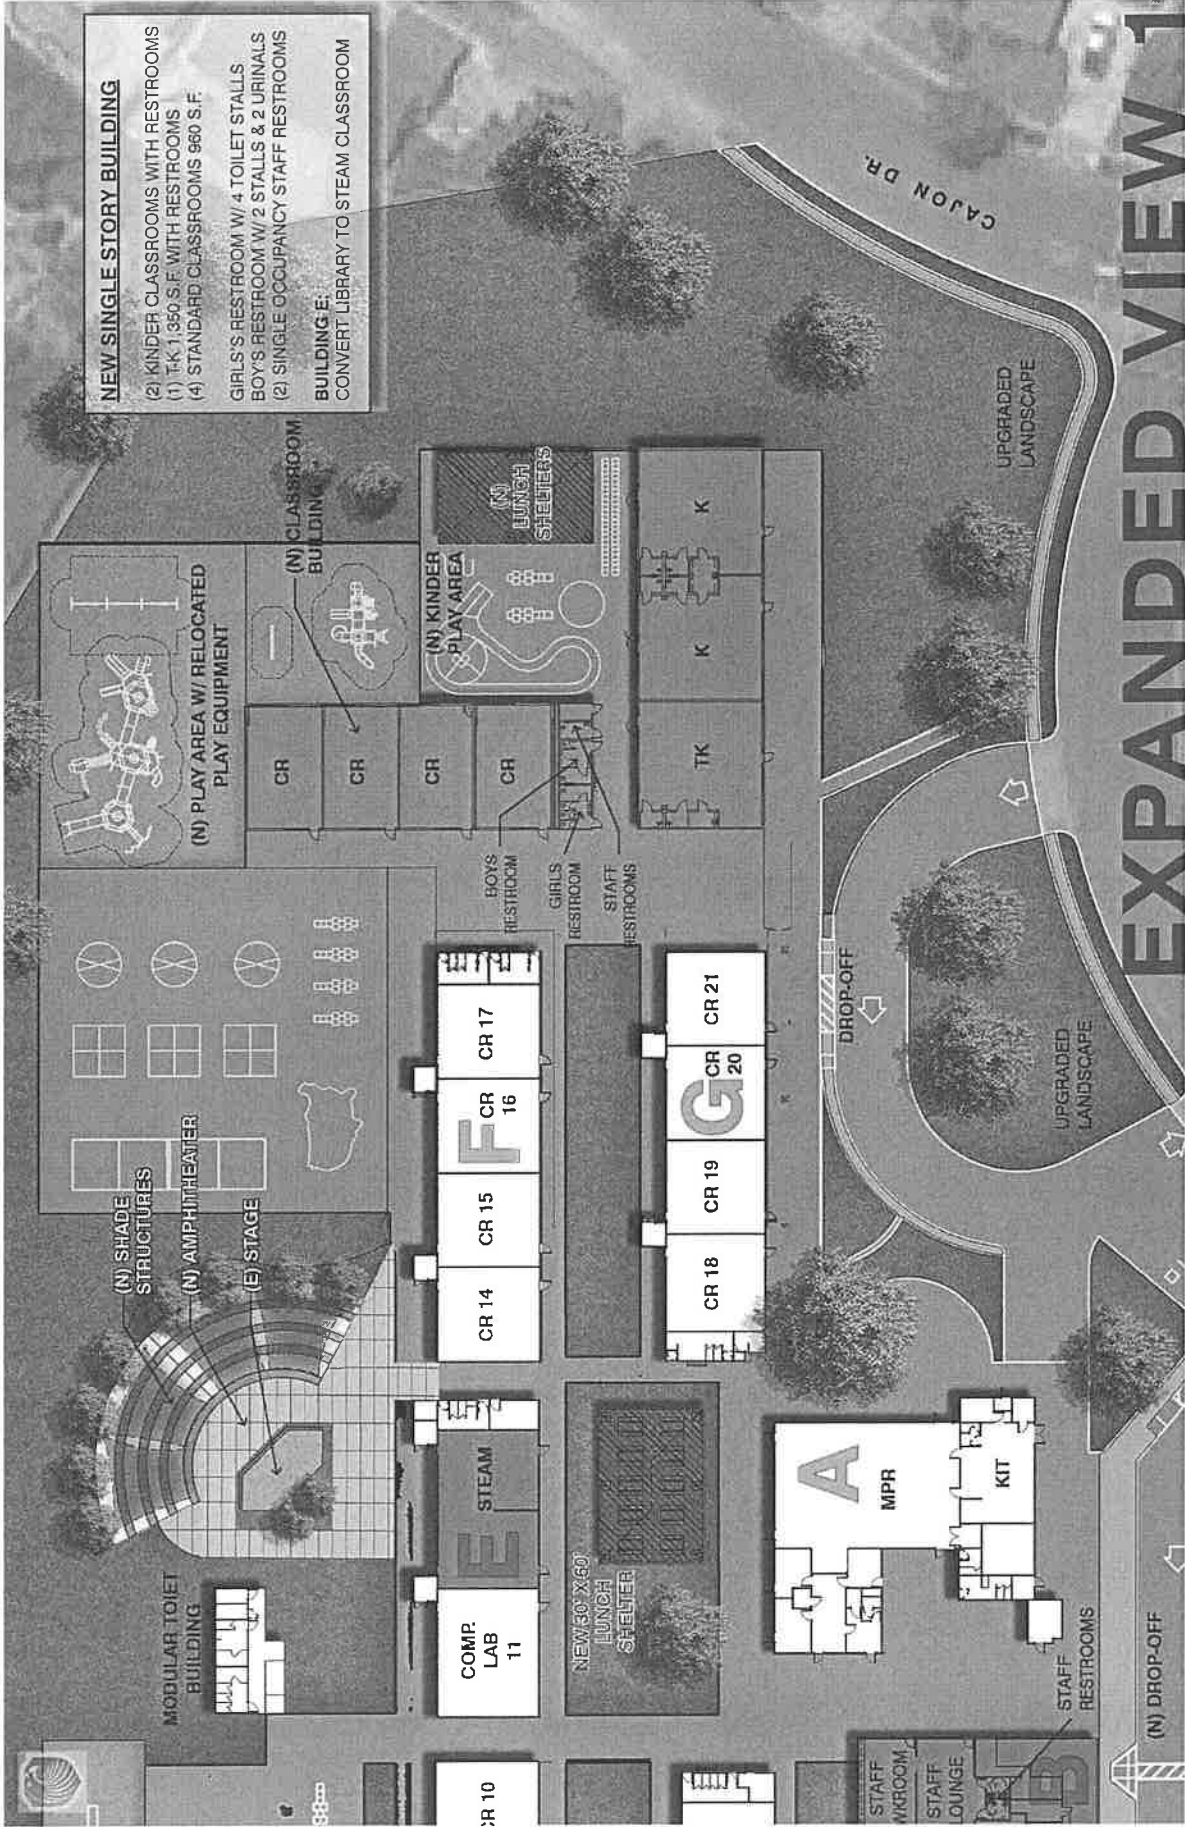 NEW SINGLE STORY BUILDING
(2) KINDER CLASSROOMS WITH RESTROOMS
(1) T-K 1,350 S.F. WITH RESTROOMS
(4) STANDARD CLASSROOMS 960 S.F.
GIRLS'S RESTROOM W/ 4 TOILET STALLS
BOY'S RESTROOM W/ 2 STALLS & 2 URINALS
(2) SINGLE OCCUPANCY STAFF RESTROOMS
BUILDING E:
CONVERT LIBRARY TO STEAM CLASSROOM
(N) PLAY AREA W/ RELOCATED
PLAY EQUIPMENT
(N) CLASSROOM
BUILDING
(N)
LUNCH
SHELTERS
(N) KINDER
PLAY AREA
CR
CR
CR
CR
K
K
TK
BOYS
RESTROOM
GIRLS
RESTROOM
STAFF
RESTROOMS
(N) SHADE
STRUCTURES
(N) AMPHITHEATER
(E) STAGE
MODULAR TOIET
BUILDING
CR 17
CR
16
F
CR 15
CR 14
STEAM
E
COMP.
LAB
11
CR 10
CR 21
CR
20
G
CR 19
CR 18
NEW 30' X 60'
LUNCH
SHELTER
A
MPR
KIT
STAFF
WKROOM
STAFF
LOUNGE
B
STAFF
RESTROOMS
(N) DROP-OFF
DROP-OFF
UPGRADED
LANDSCAPE
UPGRADED
LANDSCAPE
CAJON DR.
EXPANDED VIEW 1